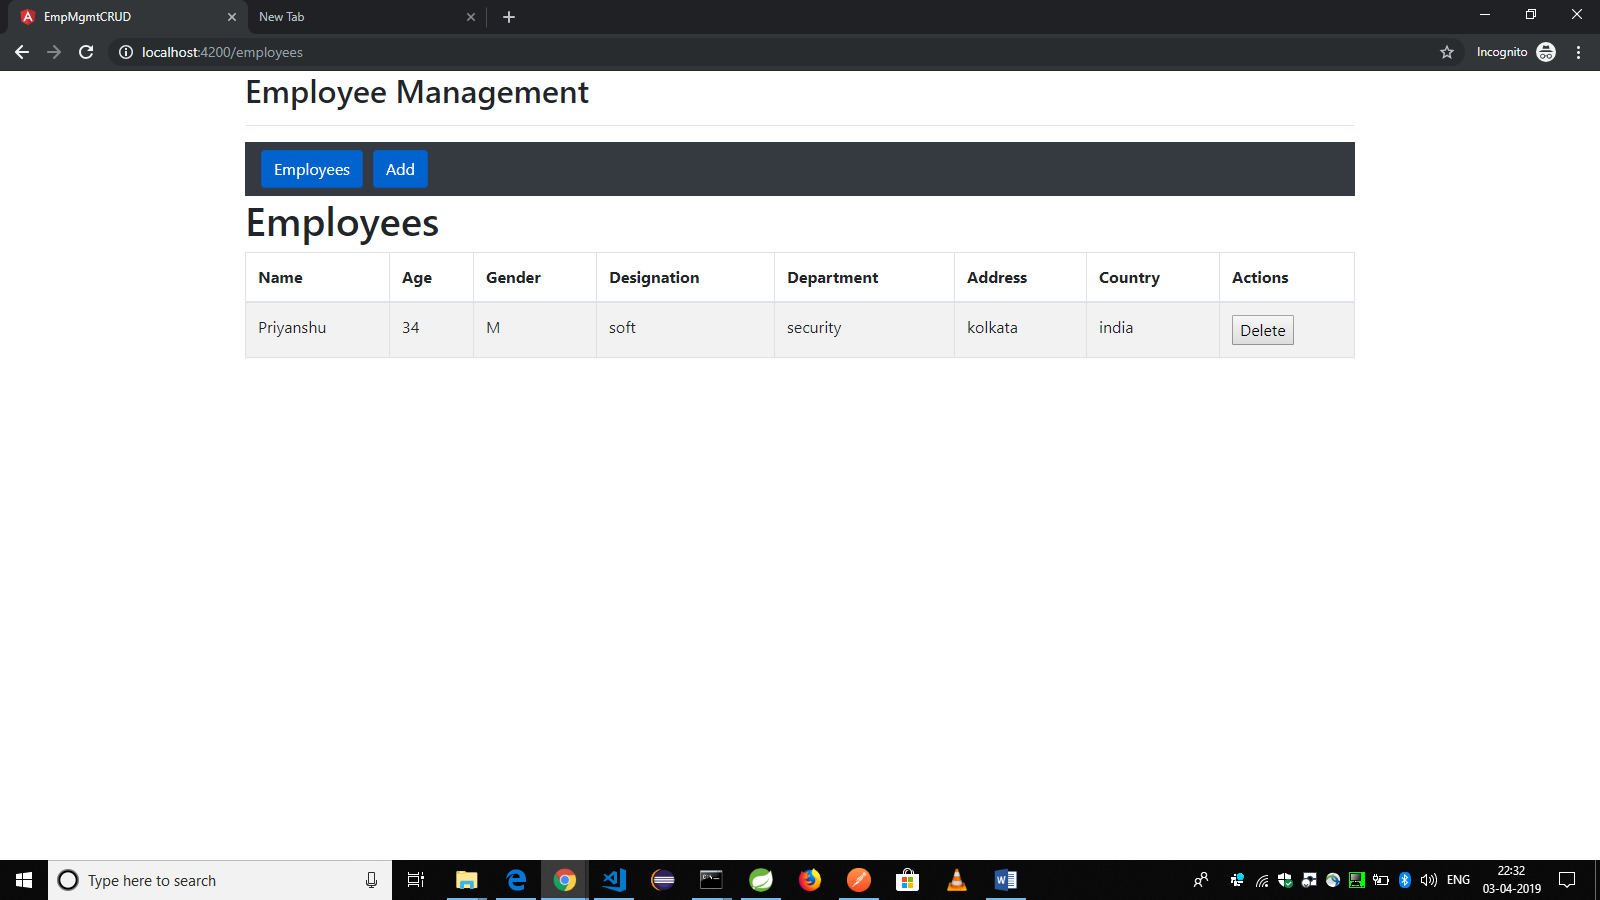 EmpMgmtCRUD New Tab
localhost:4200/employees Incognito
Employee Management
Employees Add
Employees
Name Age Gender Designation Department Address Country Actions
Priyanshu 34 M soft security kolkata india Delete
Type here to search ENG 22:32
03-04-2019